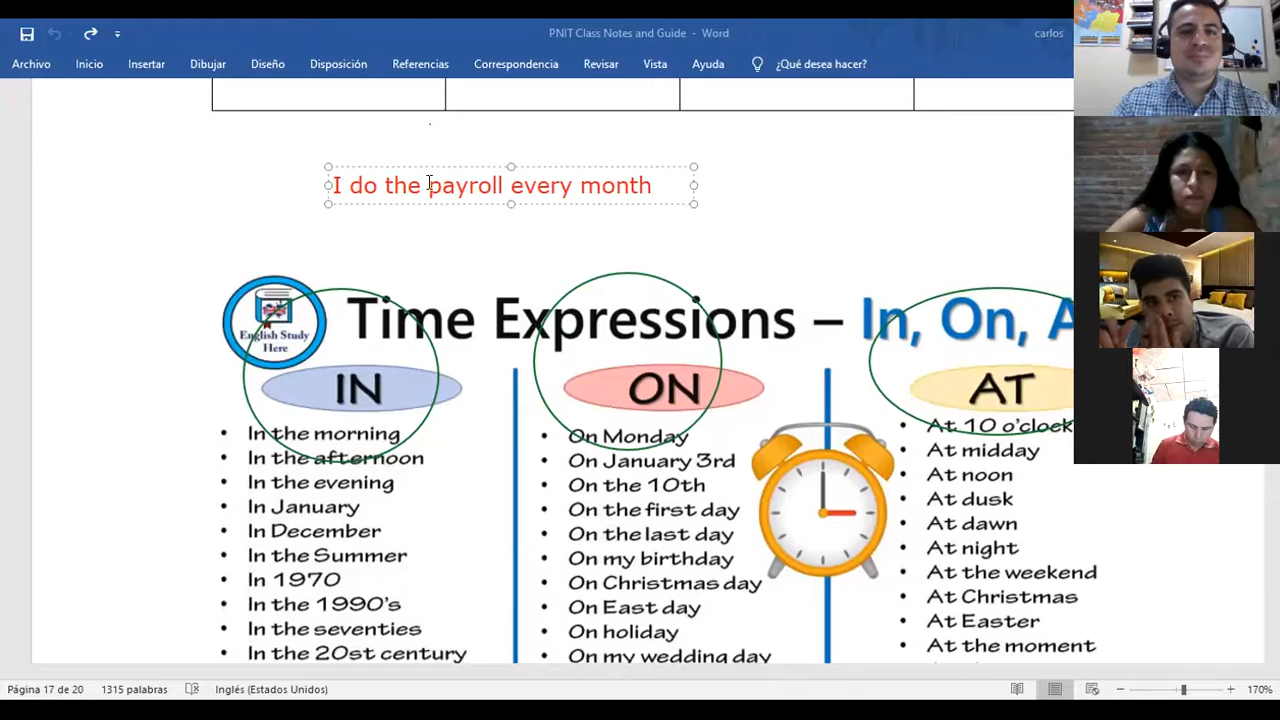 PNIT Class Notes and Guide - Word
carlos
Archivo Inicio Insertar Dibujar Diseño Disposición Referencias Correspondencia Revisar Vista Ayuda ¿Qué desea hacer?
I do the payroll every month
English Study Here
Time Expressions – In, On, A
IN
In the morning
In the afternoon
In the evening
In January
In December
In the Summer
In 1970
In the 1990's
In the seventies
In the 20st century
ON
On Monday
On January 3rd
On the 10th
On the first day
On the last day
On my birthday
On Christmas day
On East day
On holiday
On my wedding day
AT
At 10 o'clock
At midday
At noon
At dusk
At dawn
At night
At the weekend
At Christmas
At Easter
At the moment
Página 17 de 20 1315 palabras Inglés (Estados Unidos) 170%